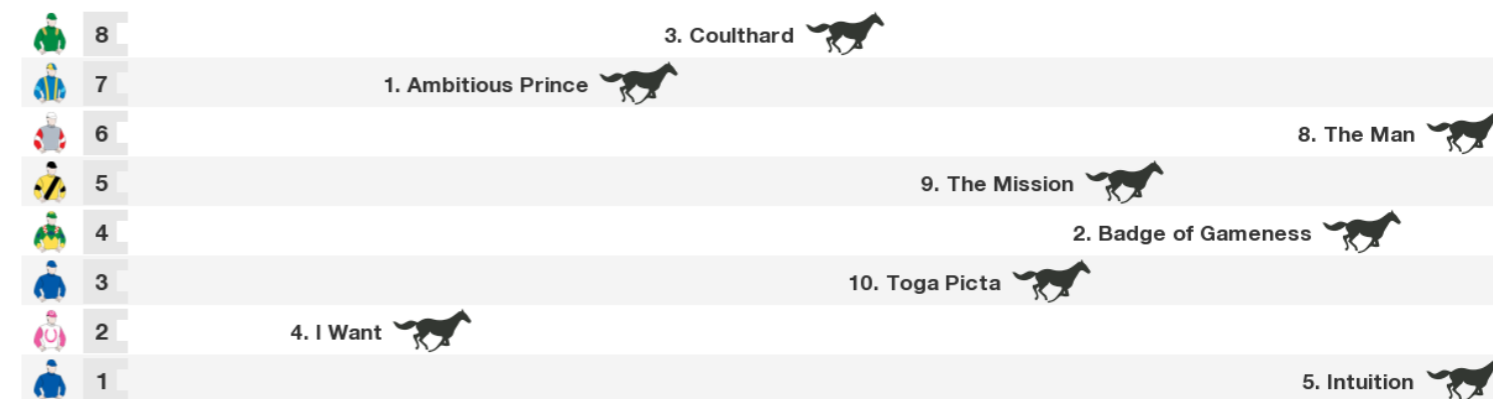 8 3. Coulthard
7 1. Ambitious Prince
6 8. The Man
5 9. The Mission
4 2. Badge of Gameness
3 10. Toga Picta
2 4. I Want
1 5. Intuition